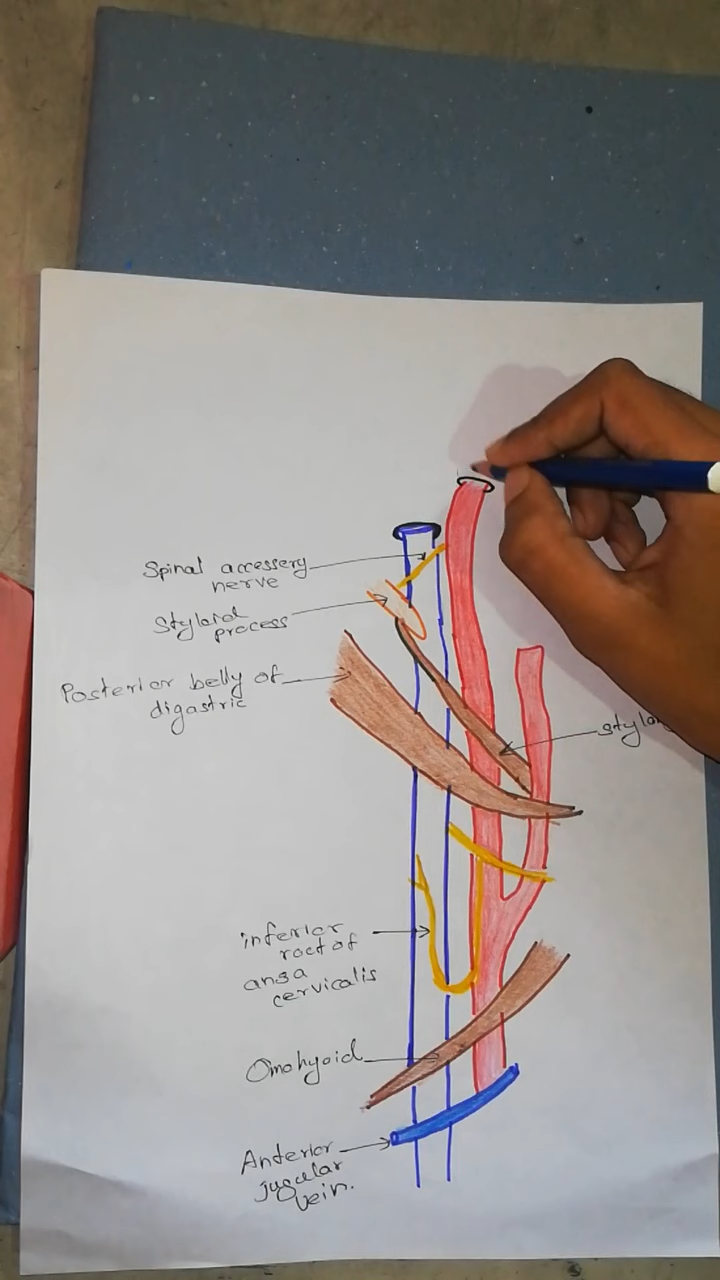 Spinal accessery
nerve
Styloid
process
Posterior belly of
digastric
inferior
root of
ansa
cervicalis
Omohyoid
Anterior
jugular
vein.